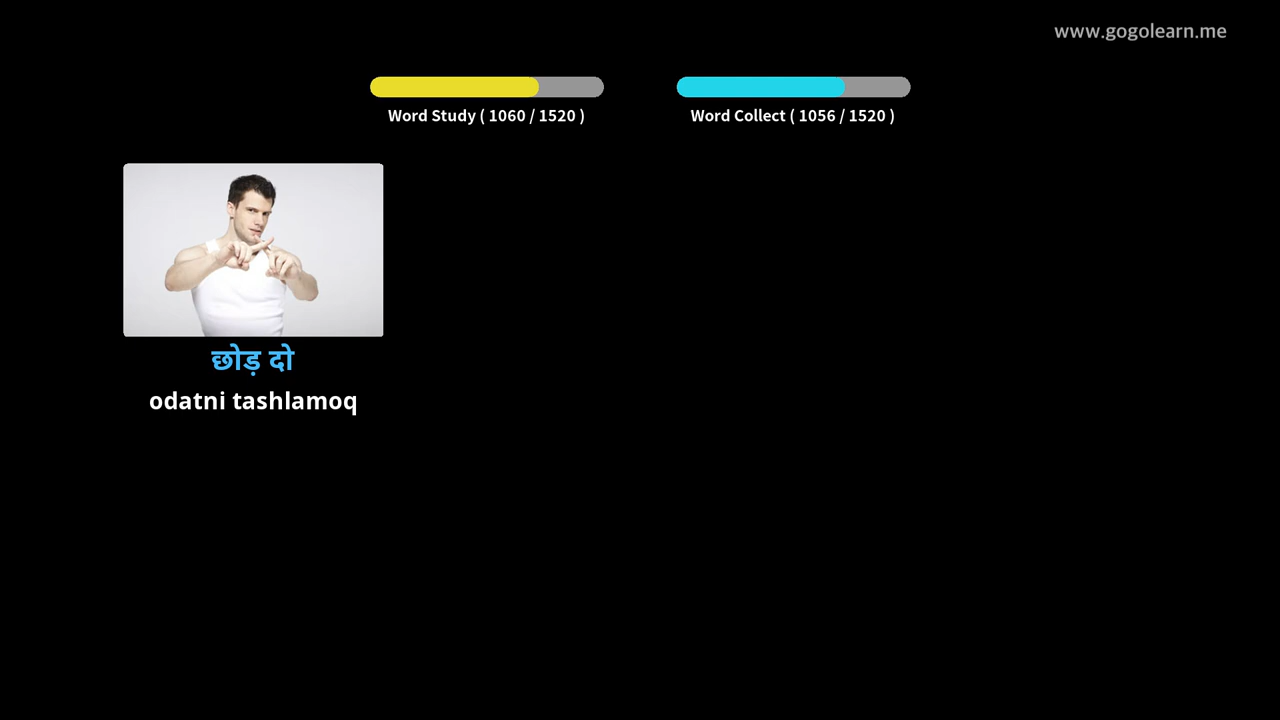 www.gogolearn.me
Word Study ( 1060 / 1520 )
Word Collect ( 1056 / 1520 )
छोड़ दो
odatni tashlamoq